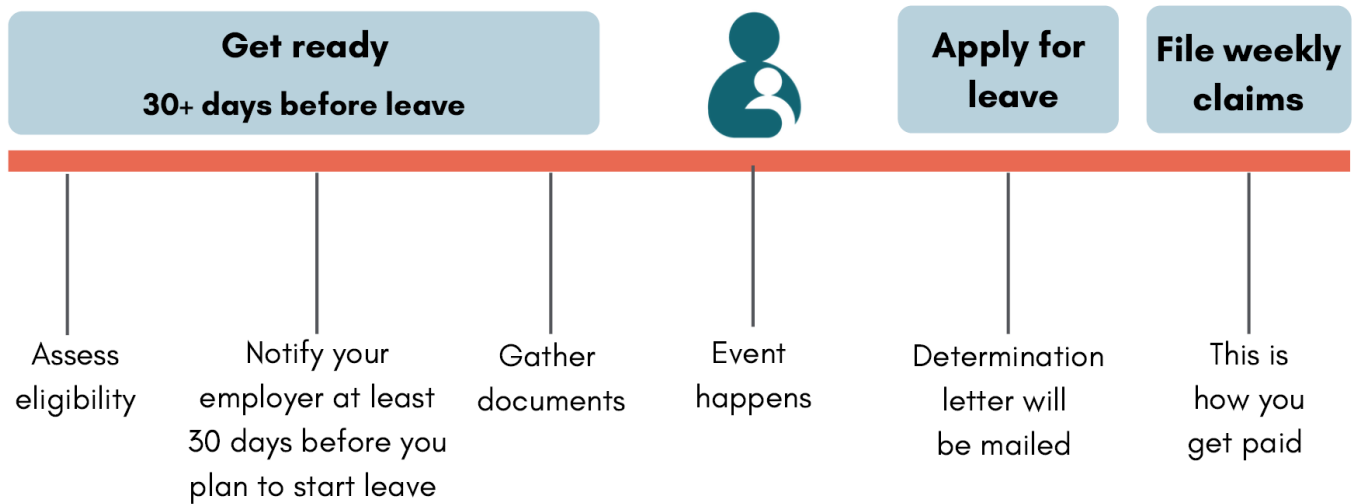 Get ready
30+ days before leave
Apply for
leave
File weekly
claims
Assess
eligibility
Notify your
employer at least
30 days before you
plan to start leave
Gather
documents
Event
happens
Determination
letter will
be mailed
This is
how you
get paid